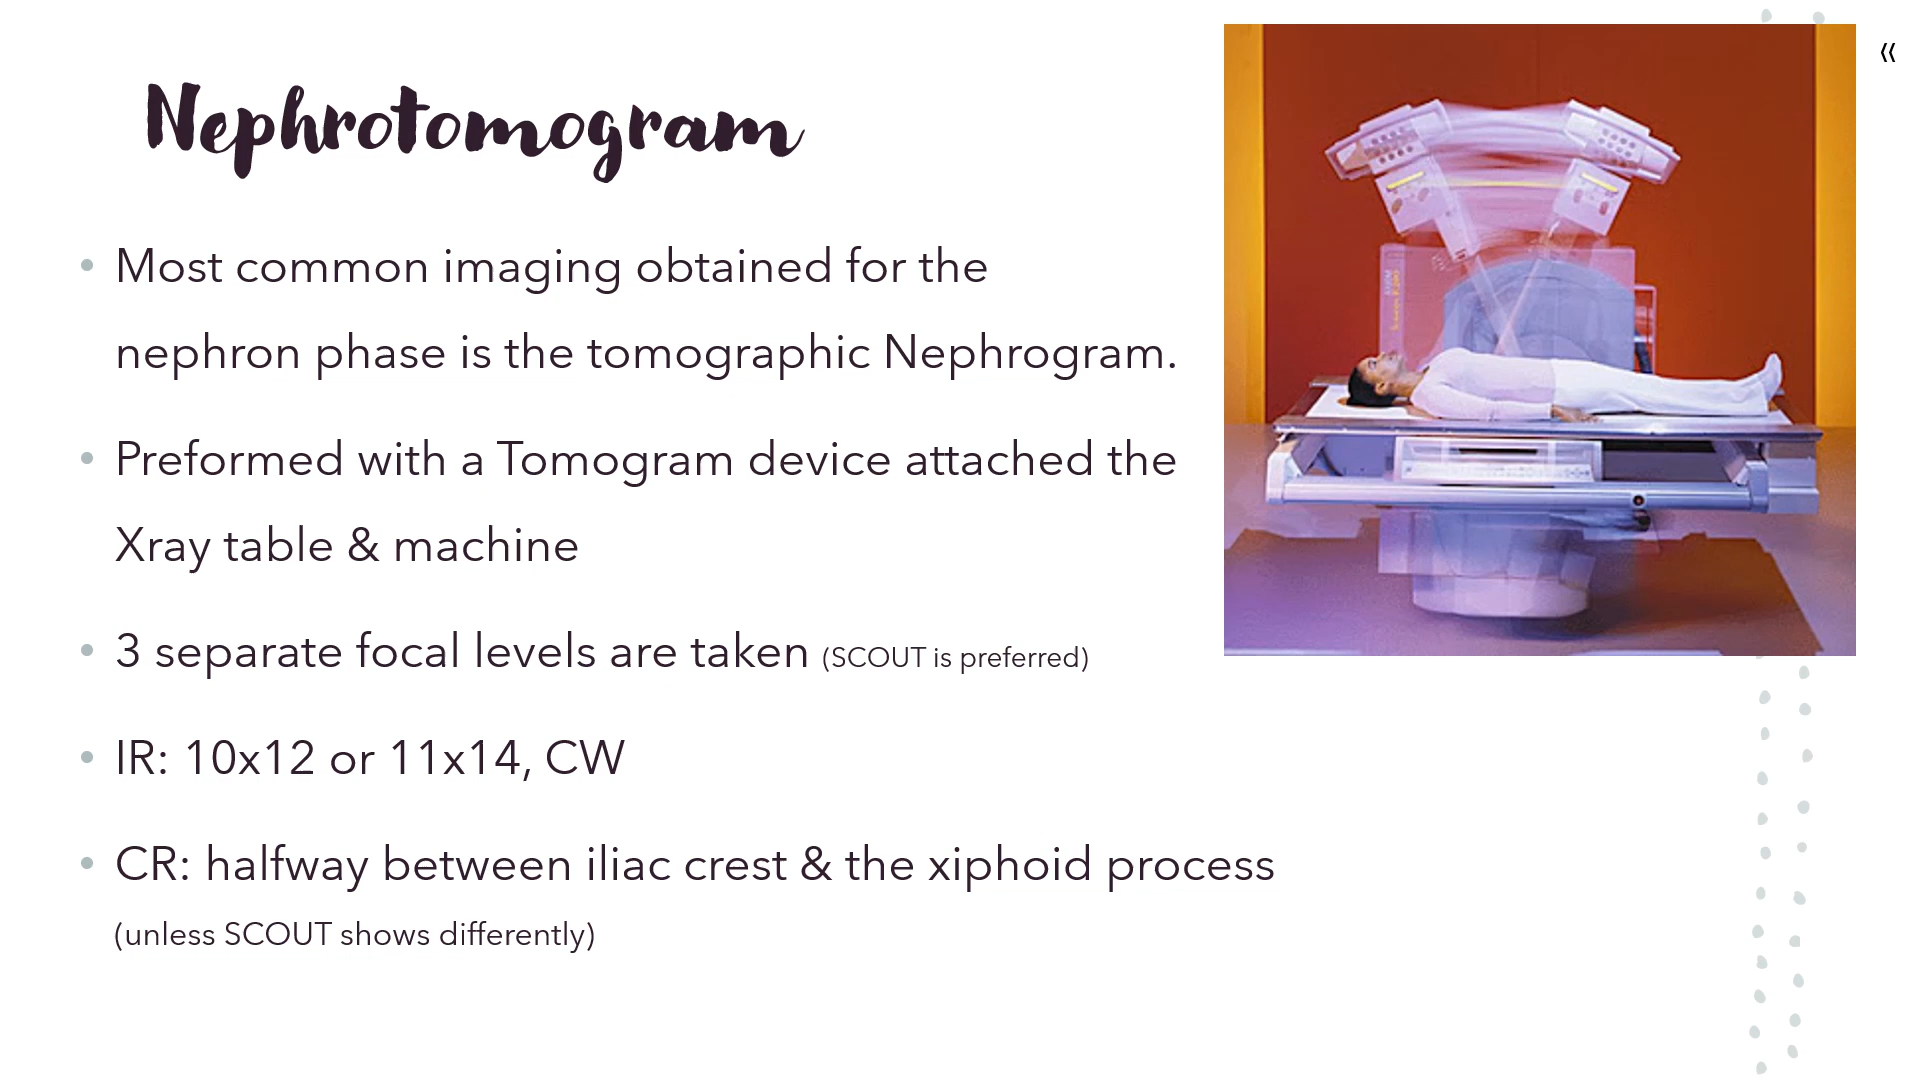 Nephrotomogram
• Most common imaging obtained for the
nephron phase is the tomographic Nephrogram.
• Preformed with a Tomogram device attached the
Xray table & machine
• 3 separate focal levels are taken (SCOUT is preferred)
• IR: 10x12 or 11x14, CW
• CR: halfway between iliac crest & the xiphoid process
(unless SCOUT shows differently)